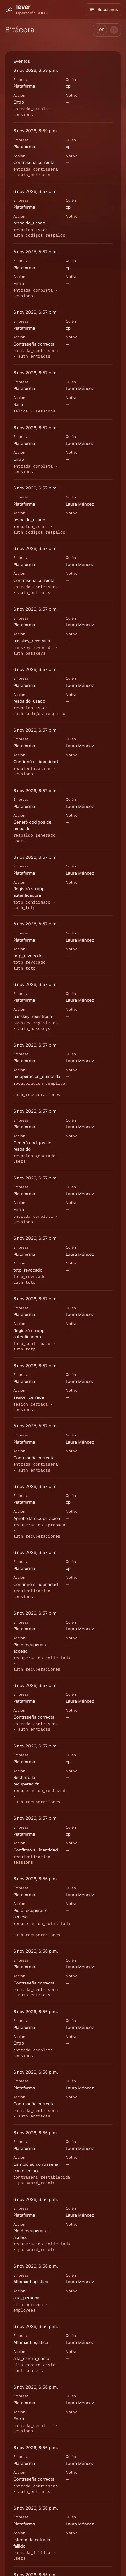 lever
Operación &OPIPO
Secciones
Bitácora
Eventos
6 nov 2026, 6:59 p.m.
Empresa Quién
Plataforma op
Acción Motivo
Entró —
entrada_completa ·
sessions
6 nov 2026, 6:59 p.m.
Empresa Quién
Plataforma op
Acción Motivo
Contraseña correcta —
entrada_contrasena
· auth_entradas
6 nov 2026, 6:57 p.m.
Empresa Quién
Plataforma op
Acción Motivo
respaldo_usado —
respaldo_usado ·
auth_codigos_respaldo
6 nov 2026, 6:57 p.m.
Empresa Quién
Plataforma op
Acción Motivo
Entró —
entrada_completa ·
sessions
6 nov 2026, 6:57 p.m.
Empresa Quién
Plataforma op
Acción Motivo
Contraseña correcta —
entrada_contrasena
· auth_entradas
6 nov 2026, 6:57 p.m.
Empresa Quién
Plataforma Laura Méndez
Acción Motivo
Salió —
salida · sessions
6 nov 2026, 6:57 p.m.
Empresa Quién
Plataforma Laura Méndez
Acción Motivo
Entró —
entrada_completa ·
sessions
6 nov 2026, 6:57 p.m.
Empresa Quién
Plataforma Laura Méndez
Acción Motivo
respaldo_usado —
respaldo_usado ·
auth_codigos_respaldo
6 nov 2026, 6:57 p.m.
Empresa Quién
Plataforma Laura Méndez
Acción Motivo
Contraseña correcta —
entrada_contrasena
· auth_entradas
6 nov 2026, 6:57 p.m.
Empresa Quién
Plataforma Laura Méndez
Acción Motivo
passkey_revocada —
passkey_revocada ·
auth_passkeys
6 nov 2026, 6:57 p.m.
Empresa Quién
Plataforma Laura Méndez
Acción Motivo
respaldo_usado —
respaldo_usado ·
auth_codigos_respaldo
6 nov 2026, 6:57 p.m.
Empresa Quién
Plataforma Laura Méndez
Acción Motivo
Confirmó su identidad —
reautenticacion ·
sessions
6 nov 2026, 6:57 p.m.
Empresa Quién
Plataforma Laura Méndez
Acción Motivo
Generó códigos de —
respaldo
respaldo_generado ·
users
6 nov 2026, 6:57 p.m.
Empresa Quién
Plataforma Laura Méndez
Acción Motivo
Registró su app —
autenticadora
totp_confirmado ·
auth_totp
6 nov 2026, 6:57 p.m.
Empresa Quién
Plataforma Laura Méndez
Acción Motivo
totp_revocado —
totp_revocado ·
auth_totp
6 nov 2026, 6:57 p.m.
Empresa Quién
Plataforma Laura Méndez
Acción Motivo
passkey_registrada —
passkey_registrada
· auth_passkeys
6 nov 2026, 6:57 p.m.
Empresa Quién
Plataforma Laura Méndez
Acción Motivo
recuperacion_cumplida —
recuperacion_cumplida
·
auth_recuperaciones
6 nov 2026, 6:57 p.m.
Empresa Quién
Plataforma Laura Méndez
Acción Motivo
Generó códigos de —
respaldo
respaldo_generado ·
users
6 nov 2026, 6:57 p.m.
Empresa Quién
Plataforma Laura Méndez
Acción Motivo
Entró —
entrada_completa ·
sessions
6 nov 2026, 6:57 p.m.
Empresa Quién
Plataforma Laura Méndez
Acción Motivo
totp_revocado —
totp_revocado ·
auth_totp
6 nov 2026, 6:57 p.m.
Empresa Quién
Plataforma Laura Méndez
Acción Motivo
Registró su app —
autenticadora
totp_confirmado ·
auth_totp
6 nov 2026, 6:57 p.m.
Empresa Quién
Plataforma Laura Méndez
Acción Motivo
sesion_cerrada —
sesion_cerrada ·
sessions
6 nov 2026, 6:57 p.m.
Empresa Quién
Plataforma Laura Méndez
Acción Motivo
Contraseña correcta —
entrada_contrasena
· auth_entradas
6 nov 2026, 6:57 p.m.
Empresa Quién
Plataforma op
Acción Motivo
Aprobó la recuperación —
recuperacion_aprobada
·
auth_recuperaciones
6 nov 2026, 6:57 p.m.
Empresa Quién
Plataforma op
Acción Motivo
Confirmó su identidad —
reautenticacion ·
sessions
6 nov 2026, 6:57 p.m.
Empresa Quién
Plataforma Laura Méndez
Acción Motivo
Pidió recuperar el —
acceso
recuperacion_solicitada
·
auth_recuperaciones
6 nov 2026, 6:57 p.m.
Empresa Quién
Plataforma Laura Méndez
Acción Motivo
Contraseña correcta —
entrada_contrasena
· auth_entradas
6 nov 2026, 6:57 p.m.
Empresa Quién
Plataforma op
Acción Motivo
Rechazó la —
recuperación
recuperacion_rechazada
·
auth_recuperaciones
6 nov 2026, 6:57 p.m.
Empresa Quién
Plataforma op
Acción Motivo
Confirmó su identidad —
reautenticacion ·
sessions
6 nov 2026, 6:56 p.m.
Empresa Quién
Plataforma Laura Méndez
Acción Motivo
Pidió recuperar el —
acceso
recuperacion_solicitada
·
auth_recuperaciones
6 nov 2026, 6:56 p.m.
Empresa Quién
Plataforma Laura Méndez
Acción Motivo
Contraseña correcta —
entrada_contrasena
· auth_entradas
6 nov 2026, 6:56 p.m.
Empresa Quién
Plataforma Laura Méndez
Acción Motivo
Entró —
entrada_completa ·
sessions
6 nov 2026, 6:56 p.m.
Empresa Quién
Plataforma Laura Méndez
Acción Motivo
Contraseña correcta —
entrada_contrasena
· auth_entradas
6 nov 2026, 6:56 p.m.
Empresa Quién
Plataforma Laura Méndez
Acción Motivo
Cambió su contraseña —
con el enlace
contrasena_restablecida
· password_resets
6 nov 2026, 6:56 p.m.
Empresa Quién
Plataforma Laura Méndez
Acción Motivo
Pidió recuperar el —
acceso
recuperacion_solicitada
· password_resets
6 nov 2026, 6:56 p.m.
Empresa Quién
Altamar Logística Laura Méndez
Acción Motivo
alta_persona —
alta_persona ·
employees
6 nov 2026, 6:56 p.m.
Empresa Quién
Altamar Logística Laura Méndez
Acción Motivo
alta_centro_costo —
alta_centro_costo ·
cost_centers
6 nov 2026, 6:56 p.m.
Empresa Quién
Plataforma Laura Méndez
Acción Motivo
Entró —
entrada_completa ·
sessions
6 nov 2026, 6:56 p.m.
Empresa Quién
Plataforma Laura Méndez
Acción Motivo
Contraseña correcta —
entrada_contrasena
· auth_entradas
6 nov 2026, 6:56 p.m.
Empresa Quién
Plataforma Laura Méndez
Acción Motivo
Intento de entrada —
fallido
entrada_fallida ·
users